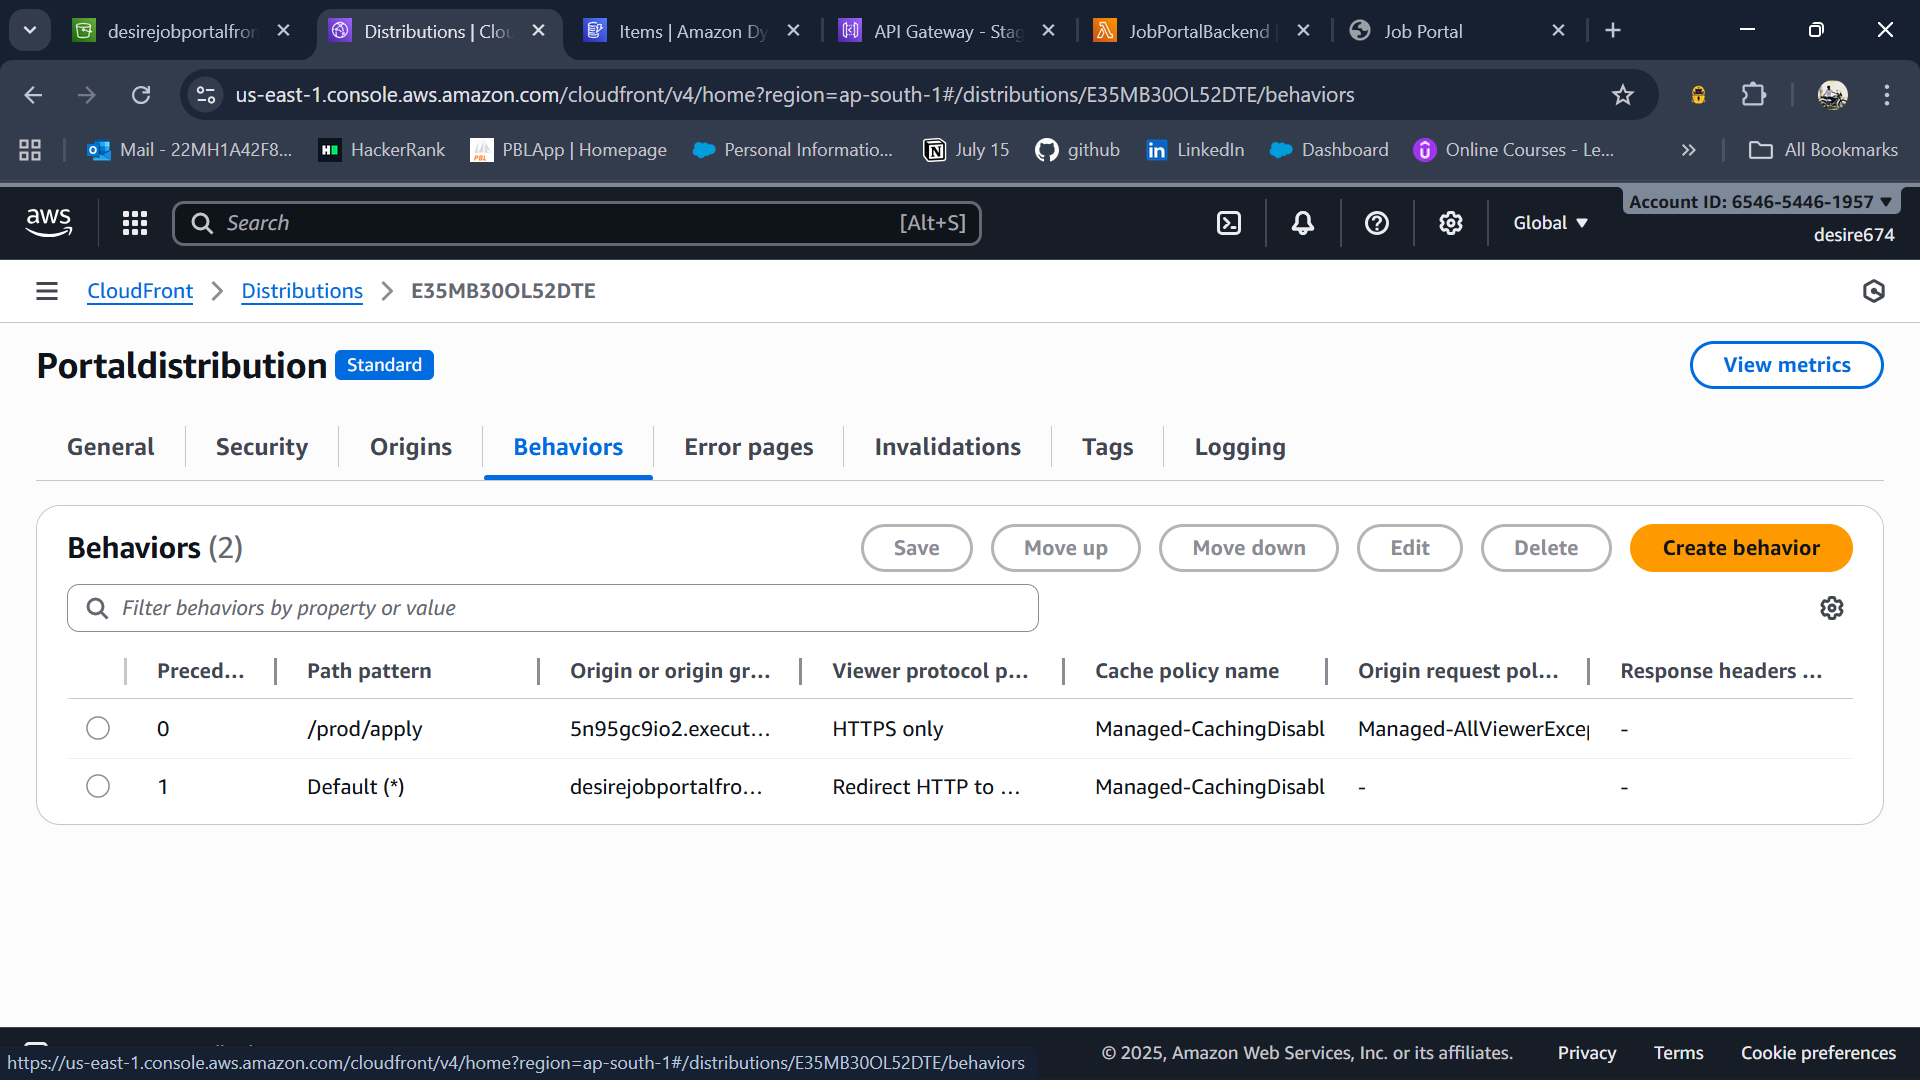 desirejobportalfron
Distributions | Clou
Items | Amazon Dy
API Gateway - Stag
JobPortalBackend |
Job Portal
us-east-1.console.aws.amazon.com/cloudfront/v4/home?region=ap-south-1#/distributions/E35MB30OL52DTE/behaviors
Mail - 22MH1A42F8...
HackerRank
PBLApp | Homepage
Personal Informatio...
July 15
github
LinkedIn
Dashboard
Online Courses - Le...
All Bookmarks
aws
Search
[Alt+S]
Global
Account ID: 6546-5446-1957
desire674
CloudFront
Distributions
E35MB30OL52DTE
Portaldistribution
Standard
View metrics
General
Security
Origins
Behaviors
Error pages
Invalidations
Tags
Logging
Behaviors (2)
Save
Move up
Move down
Edit
Delete
Create behavior
Filter behaviors by property or value
Preced...
Path pattern
Origin or origin gr...
Viewer protocol p...
Cache policy name
Origin request pol...
Response headers ...
0
/prod/apply
5n95gc9io2.execut...
HTTPS only
Managed-CachingDisabl
Managed-AllViewerExcep
-
1
Default (*)
desirejobportalfro...
Redirect HTTP to ...
Managed-CachingDisabl
-
-
https://us-east-1.console.aws.amazon.com/cloudfront/v4/home?region=ap-south-1#/distributions/E35MB30OL52DTE/behaviors
© 2025, Amazon Web Services, Inc. or its affiliates.
Privacy
Terms
Cookie preferences